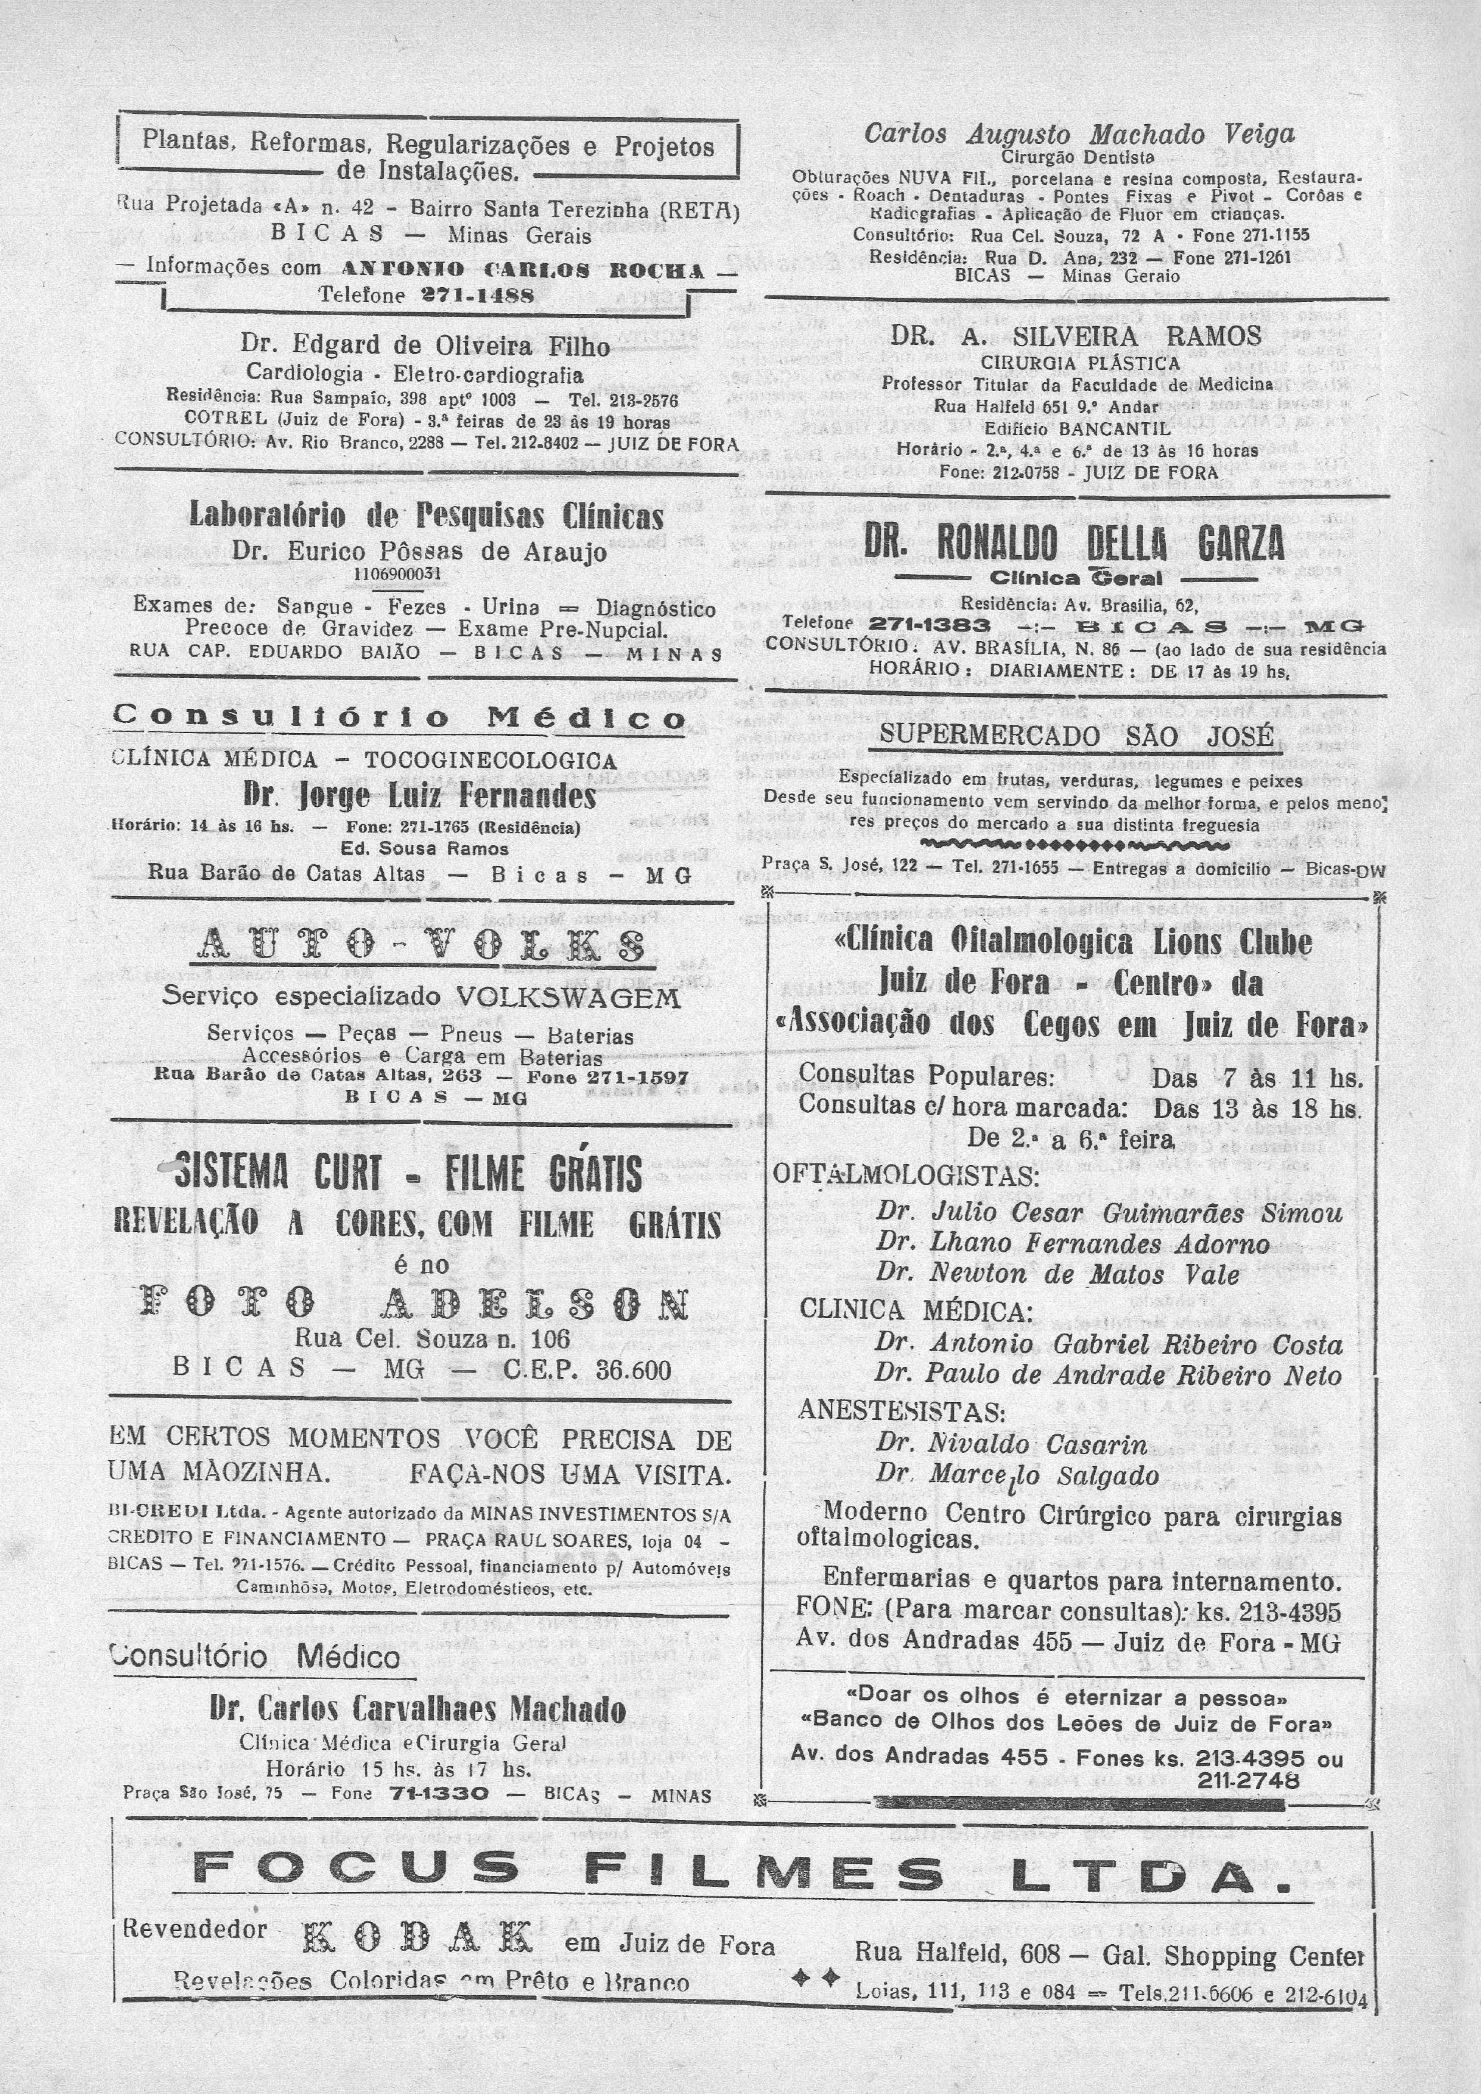 Plantas, Reformas, Regularizações e Projetos
de Instalações.
Rua Projetada «A» n. 42 - Bairro Santa Terezinha (RETA)
BICAS — Minas Gerais
— Informações com ANTONIO CARLOS ROCHA —
Telefone 271-1488
Dr. Edgard de Oliveira Filho
Cardiologia - Eletro-cardiografia
Residência: Rua Sampaio, 398 aptº 1003 — Tel. 213-2576
COTREL (Juiz de Fora) - 3.ª feiras de 23 às 19 horas
CONSULTÓRIO: Av. Rio Branco, 2288 — Tel. 212-8402 — JUIZ DE FORA
Laboratório de Pesquisas Clínicas
Dr. Eurico Pôssas de Araujo
1106900031
Exames de: Sangue - Fezes - Urina = Diagnóstico
Precoce de Gravidez — Exame Pre-Nupcial.
RUA CAP. EDUARDO BAIÃO — BICAS — MINAS
Consultório Médico
CLÍNICA MÉDICA - TOCOGINECOLOGICA
Dr. Jorge Luiz Fernandes
Horário: 14 às 16 hs. — Fone: 271-1765 (Residência)
Ed. Sousa Ramos
Rua Barão de Catas Altas — Bicas — MG
AUTO-VOLKS
Serviço especializado VOLKSWAGEM
Serviços — Peças — Pneus — Baterias
Accessórios e Carga em Baterias
Rua Barão de Catas Altas, 263 — Fone 271-1597
BICAS — MG
SISTEMA CURT - FILME GRÁTIS
REVELAÇÃO A CORES, COM FILME GRÁTIS
é no
FOTO ADELSON
Rua Cel. Souza n. 106
BICAS — MG — C.E.P. 36.600
EM CERTOS MOMENTOS VOCÊ PRECISA DE
UMA MÃOZINHA. FAÇÀ-NOS UMA VISITA.
BI-CREDI Ltda. - Agente autorizado da MINAS INVESTIMENTOS S/A
CREDITO E FINANCIAMENTO — PRAÇA RAUL SOARES, loja 04 -
BICAS — Tel. 271-1576. — Crédito Pessoal, financiamento p/ Automóveis
Caminhõsa, Motos, Eletrodomésticos, etc.
Consultório Médico
Dr. Carlos Carvalhaes Machado
Clínica Médica e Cirurgia Geral
Horário 15 hs. às 17 hs.
Praça São José, 75 — Fone 71-1330 — BICAS — MINAS
Carlos Augusto Machado Veiga
Cirurgão Dentista
Obturações NUVA FIL, porcelana e resina composta, Restaura-
ções - Roach - Dentaduras - Pontes Fixas e Pivot - Corôas e
Radiografias - Aplicação de Fluor em crianças.
Consultório: Rua Cel. Souza, 72 A - Fone 271-1155
Residência: Rua D. Ana, 232 — Fone 271-1261
BICAS — Minas Geraio
DR. A. SILVEIRA RAMOS
CIRURGIA PLÁSTICA
Professor Titular da Faculdade de Medicina
Rua Halfeld 651 9.º Andar
Edifício BANCANTIL
Horário - 2.ª, 4.ª e 6.ª de 13 às 16 horas
Fone: 212-0758 - JUIZ DE FORA
DR. RONALDO DELLA GARZA
Clínica Geral
Residência: Av. Brasilia, 62,
Telefone 271-1383 -:- BICAS -:- MG
CONSULTÓRIO: AV. BRASÍLIA, N. 86 — (ao lado de sua residência
HORÁRIO: DIARIAMENTE: DE 17 às 19 hs,
SUPERMERCADO SÃO JOSÉ
Especializado em frutas, verduras, legumes e peixes
Desde seu funcionamento vem servindo da melhor forma, e pelos meno;
res preços do mercado a sua distinta freguesia
Praça S. José, 122 — Tel. 271-1655 — Entregas a domicilio — Bicas-DW
«Clínica Oftalmologica Lions Clube
Juiz de Fora - Centro» da
«Associação dos Cegos em Juiz de Fora»
Consultas Populares: Das 7 às 11 hs.
Consultas c/ hora marcada: Das 13 às 18 hs.
De 2.ª a 6.ª feira
OFTALMOLOGISTAS:
Dr. Julio Cesar Guimarães Simou
Dr. Lhano Fernandes Adorno
Dr. Newton de Matos Vale
CLINICA MÉDICA:
Dr. Antonio Gabriel Ribeiro Costa
Dr. Paulo de Andrade Ribeiro Neto
ANESTESISTAS:
Dr. Nivaldo Casarin
Dr. Marcelo Salgado
Moderno Centro Cirúrgico para cirurgias
oftalmologicas.
Enfermarias e quartos para internamento.
FONE: (Para marcar consultas): ks. 213-4395
Av. dos Andradas 455 — Juiz de Fora - MG
«Doar os olhos é eternizar a pessoa»
«Banco de Olhos dos Leões de Juiz de Fora»
Av. dos Andradas 455 - Fones ks. 213-4395 ou
211-2748
FOCUS FILMES LTDA.
Revendedor KODAK em Juiz de Fora
Revelações Coloridas em Prêto e Branco
Rua Halfeld, 608 — Gal. Shopping Center
Loias, 111, 113 e 084 — Tels. 211-6606 e 212-6104